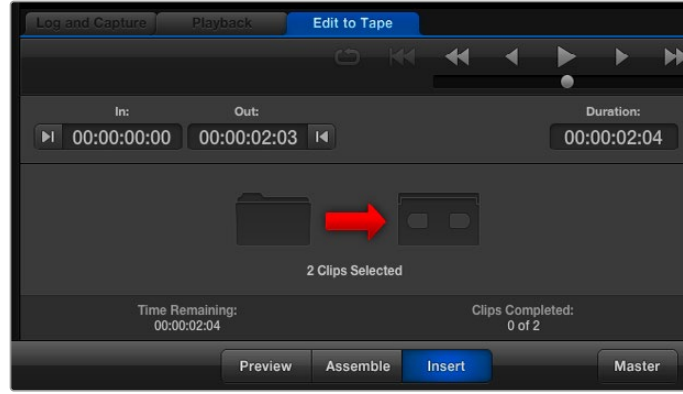 Log and Capture Playback Edit to Tape
In: Out: Duration:
00:00:00:00 00:00:02:03 00:00:02:04
2 Clips Selected
Time Remaining: Clips Completed:
00:00:02:04 0 of 2
Preview Assemble Insert Master